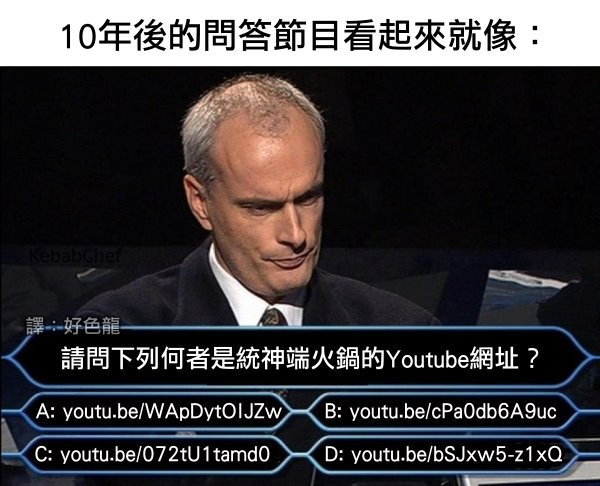 10年後的問答節目看起來就像：
KebabChef
譯：好色龍
請問下列何者是統神端火鍋的Youtube網址？
A: youtu.be/WApDytOIJZw
B: youtu.be/cPa0db6A9uc
C: youtu.be/072tU1tamd0
D: youtu.be/bSJxw5-z1xQ